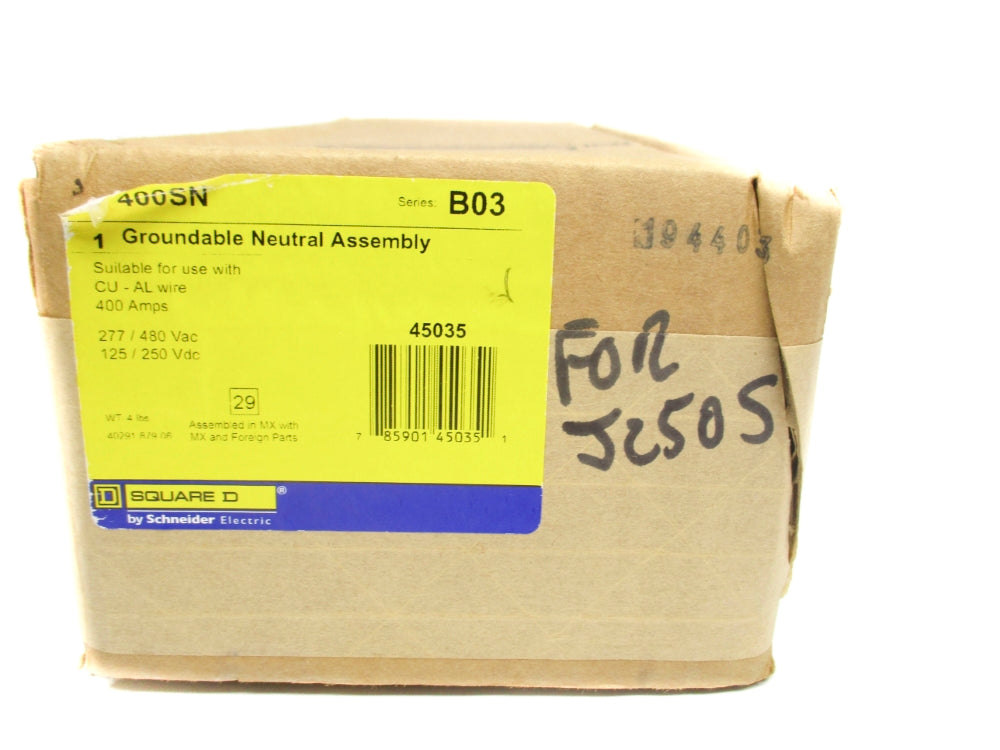 400SN Series: B03
1 Groundable Neutral Assembly
Suitable for use with
CU - AL wire
400 Amps
277 / 480 Vac
125 / 250 Vdc
45035
7 85901 45035 1
29
WT. 4 lbs
Assembled in MX with
MX and Foreign Parts
SQUARE D ®
by Schneider Electric
FOR
J250S